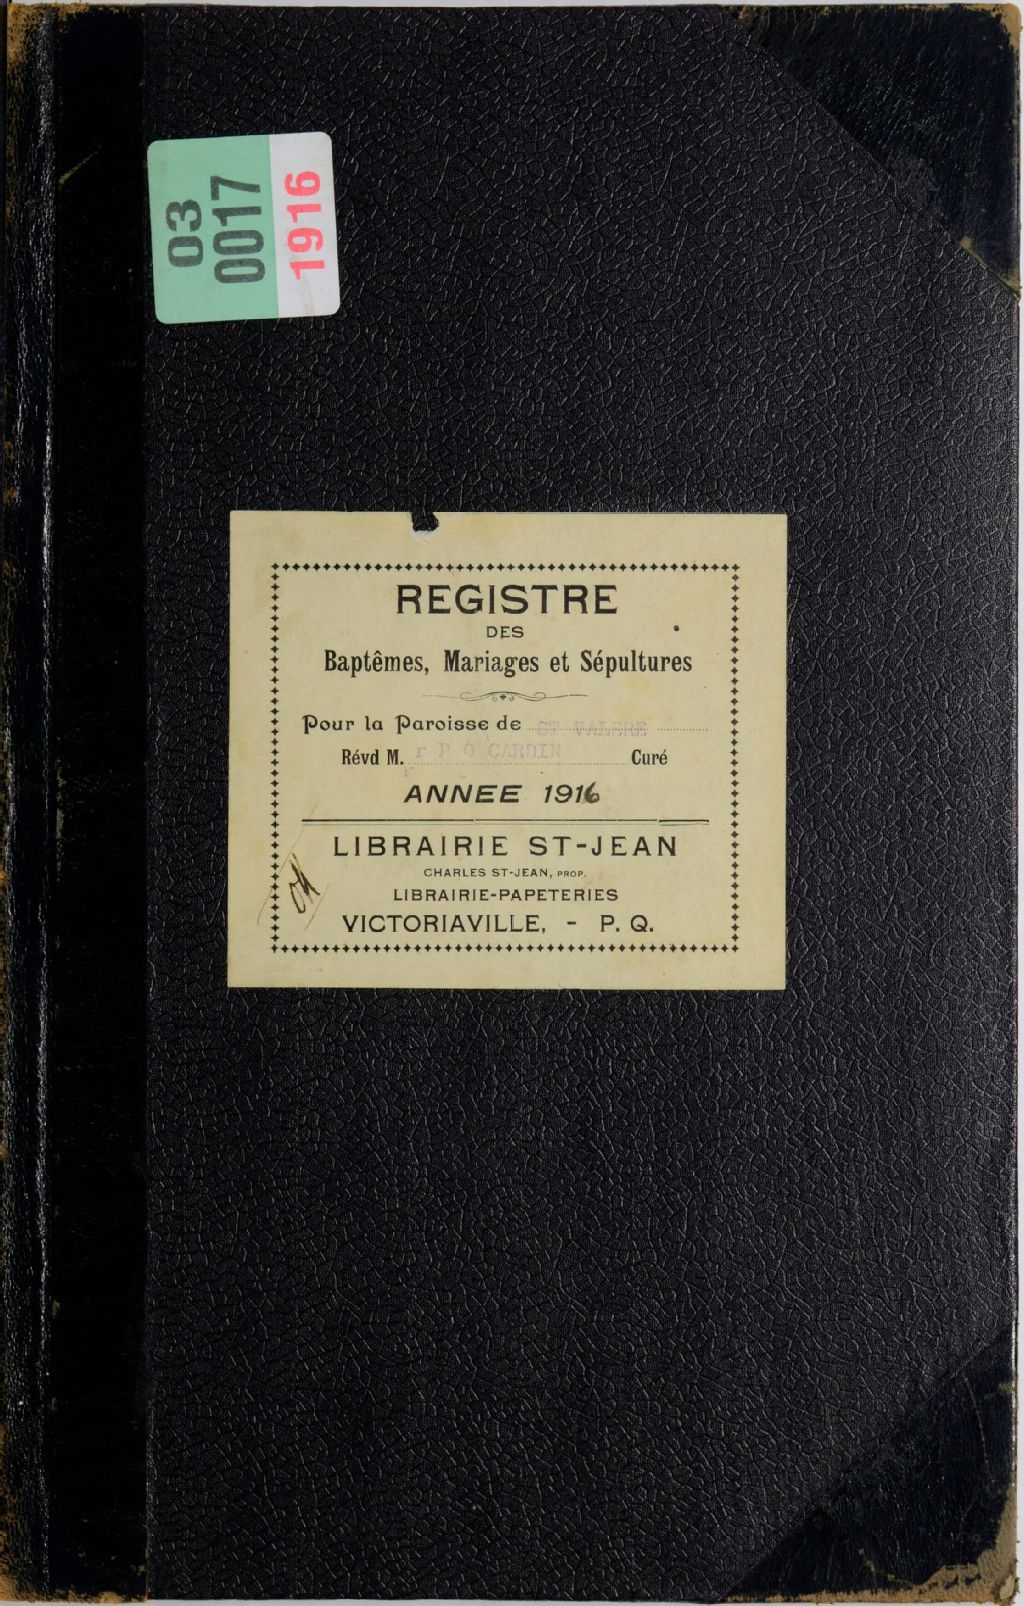 03
0017
1916
REGISTRE
DES
Baptêmes, Mariages et Sépultures
Pour la Paroisse de ST VALERE
Révd M. r P O CARDIN Curé
r
ANNEE 1916
LIBRAIRIE ST-JEAN
CHARLES ST-JEAN, PROP.
LIBRAIRIE-PAPETERIES
VICTORIAVILLE, - P. Q.